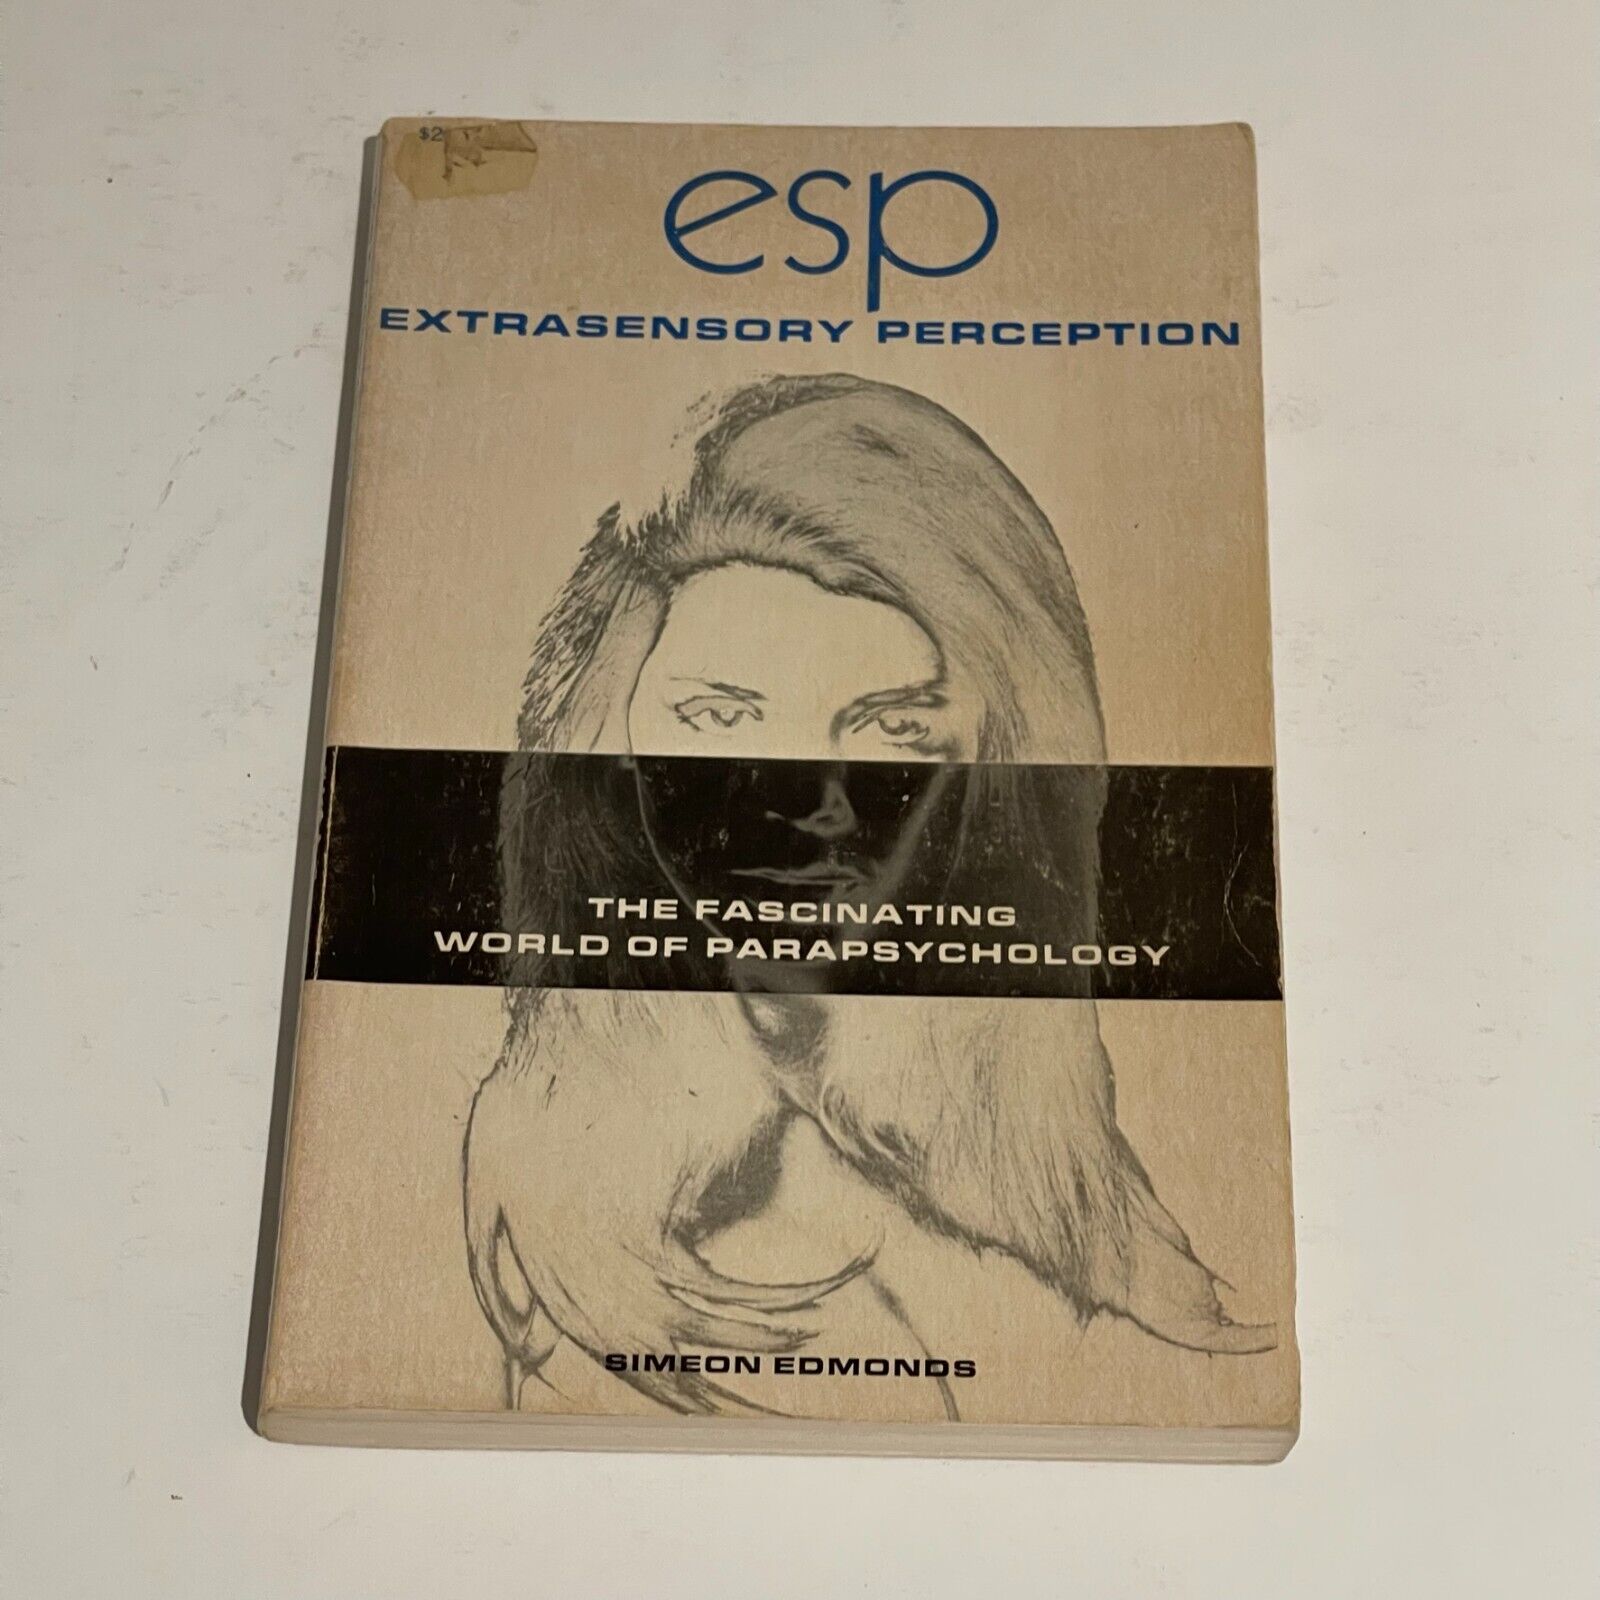 $2
esp
EXTRASENSORY PERCEPTION
THE FASCINATING
WORLD OF PARAPSYCHOLOGY
SIMEON EDMONDS